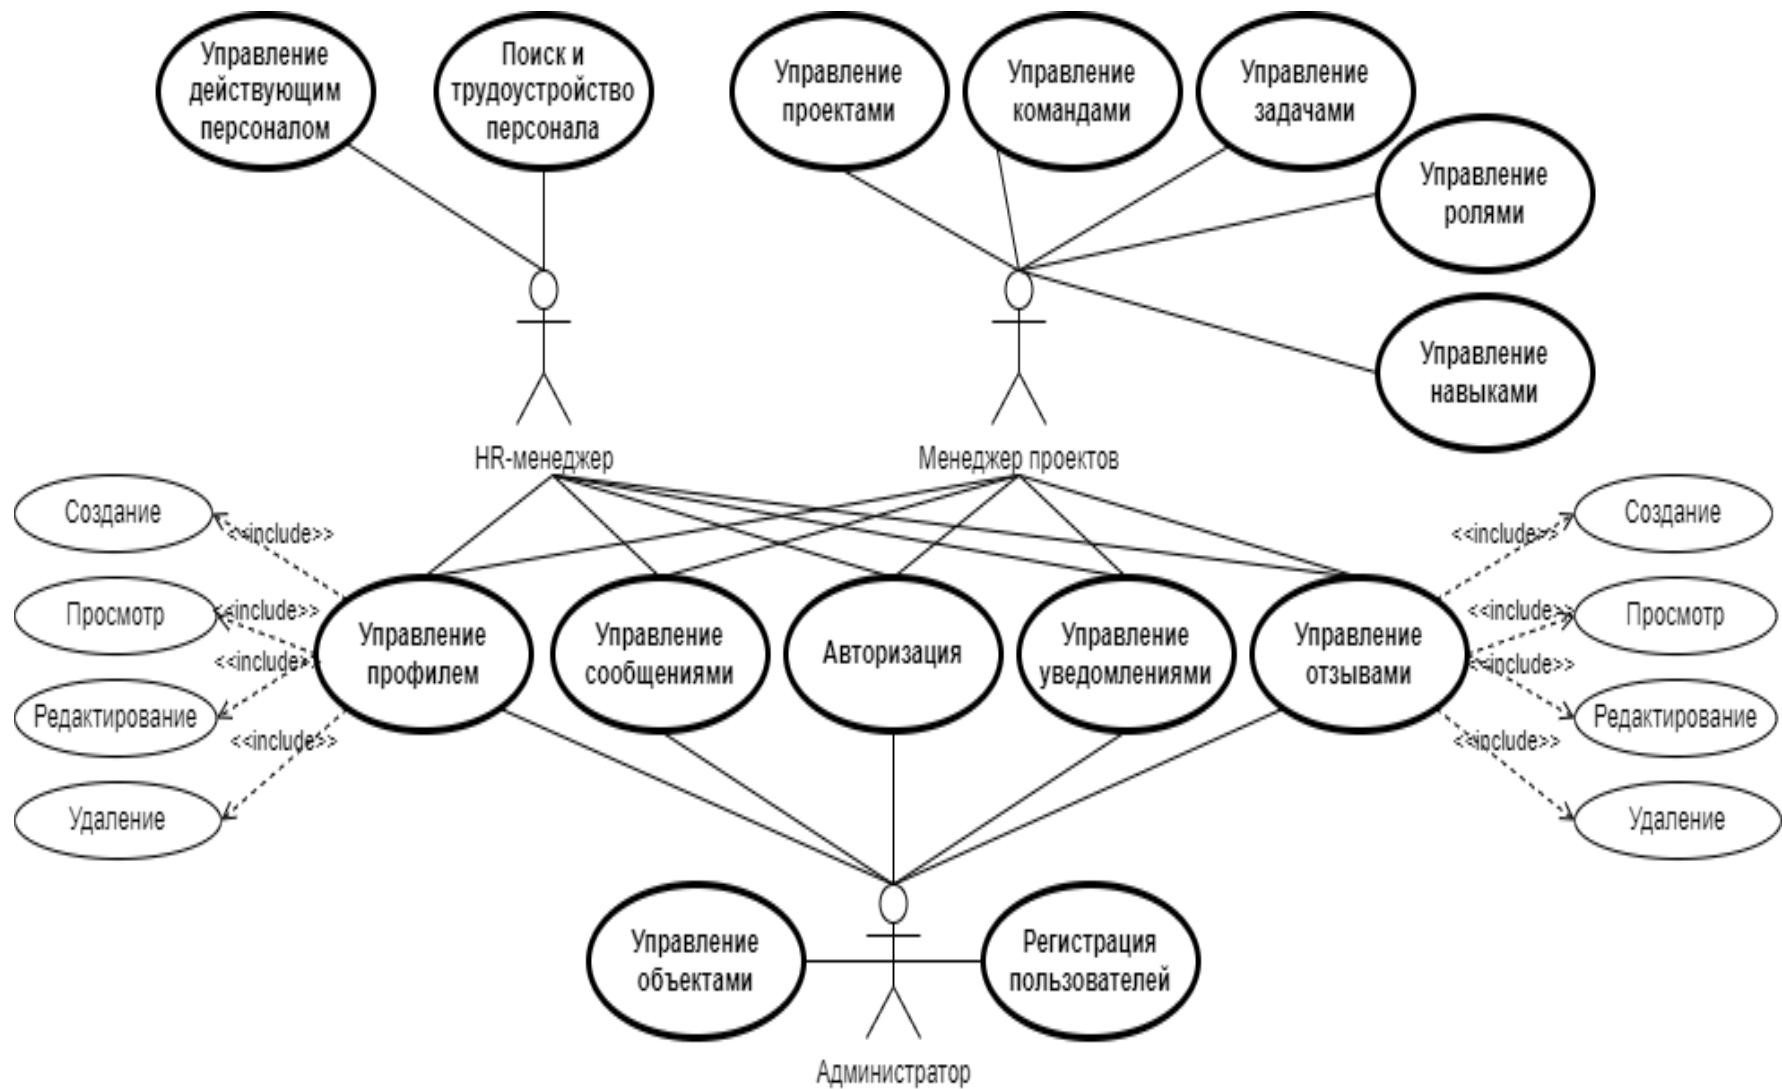 Управление
действующим
персоналом
Поиск и
трудоустройство
персонала
Управление
проектами
Управление
командами
Управление
задачами
Управление
ролями
Управление
навыками
HR-менеджер
Менеджер проектов
Создание
<<include>>
Просмотр
<<include>>
<<include>>
Редактирование
<<include>>
Удаление
Управление
профилем
Управление
сообщениями
Авторизация
Управление
уведомлениями
Управление
отзывами
<<include>>
Создание
<<include>>
Просмотр
<<include>>
Редактирование
<<include>>
Удаление
Управление
объектами
Регистрация
пользователей
Администратор